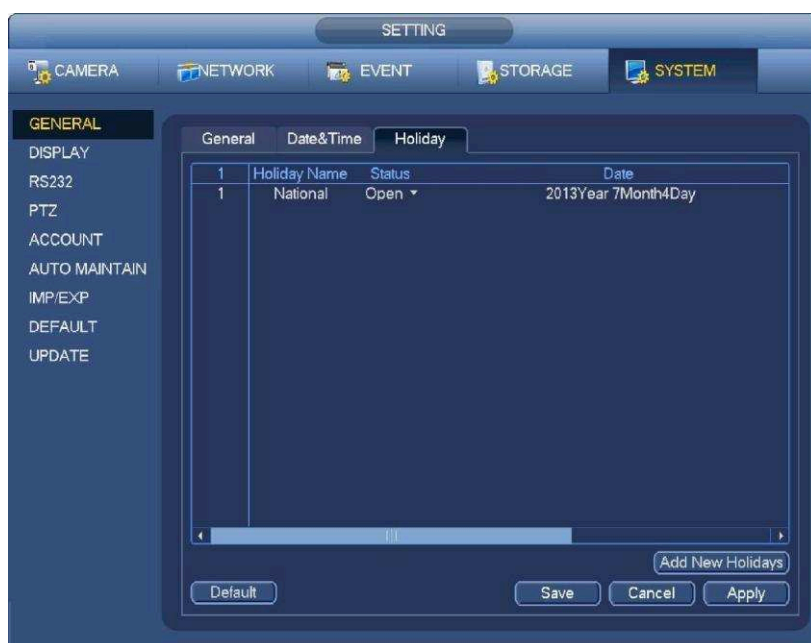 SETTING
CAMERA NETWORK EVENT STORAGE SYSTEM
GENERAL
DISPLAY
RS232
PTZ
ACCOUNT
AUTO MAINTAIN
IMP/EXP
DEFAULT
UPDATE
General Date&Time Holiday
1 Holiday Name Status Date
1 National Open 2013Year 7Month4Day
Add New Holidays
Default Save Cancel Apply